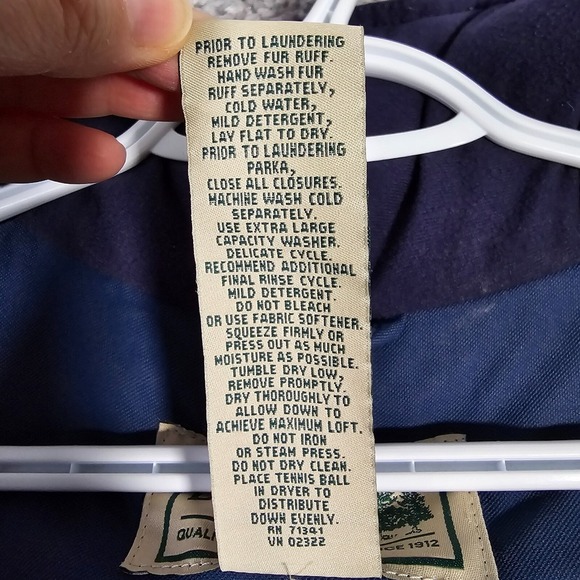 PRIOR TO LAUNDERING
REMOVE FUR RUFF.
HAND WASH FUR
RUFF SEPARATELY,
COLD WATER,
MILD DETERGENT,
LAY FLAT TO DRY.
PRIOR TO LAUNDERING
PARKA,
CLOSE ALL CLOSURES.
MACHINE WASH COLD
SEPARATELY.
USE EXTRA LARGE
CAPACITY WASHER.
DELICATE CYCLE.
RECOMMEND ADDITIONAL
FINAL RINSE CYCLE.
MILD DETERGENT.
DO NOT BLEACH
OR USE FABRIC SOFTENER.
SQUEEZE FIRMLY OR
PRESS OUT AS MUCH
MOISTURE AS POSSIBLE.
TUMBLE DRY LOW,
REMOVE PROMPTLY.
DRY THOROUGHLY TO
ALLOW DOWN TO
ACHIEVE MAXIMUM LOFT.
DO NOT IRON
OR STEAM PRESS.
DO NOT DRY CLEAN.
PLACE TENNIS BALL
IN DRYER TO
DISTRIBUTE
DOWN EVENLY.
RN 71341
VN 02322
QUALI
CE 1912